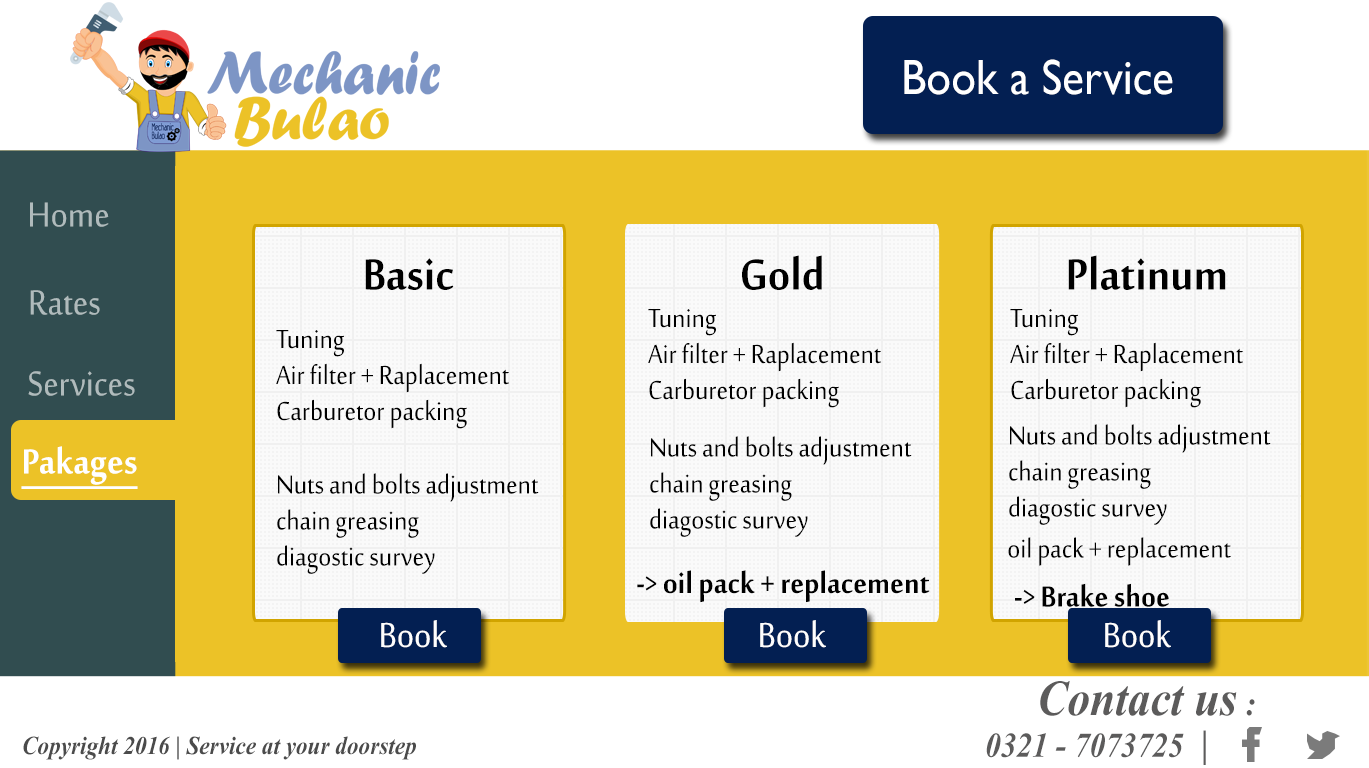 Mechanic
Bulao
Mechanic
Bulao
Book a Service
Home
Rates
Services
Pakages
Basic
Tuning
Air filter + Raplacement
Carburetor packing
Nuts and bolts adjustment
chain greasing
diagostic survey
Book
Gold
Tuning
Air filter + Raplacement
Carburetor packing
Nuts and bolts adjustment
chain greasing
diagostic survey
-> oil pack + replacement
Book
Platinum
Tuning
Air filter + Raplacement
Carburetor packing
Nuts and bolts adjustment
chain greasing
diagostic survey
oil pack + replacement
-> Brake shoe
Book
Contact us :
Copyright 2016 | Service at your doorstep
0321 - 7073725 |